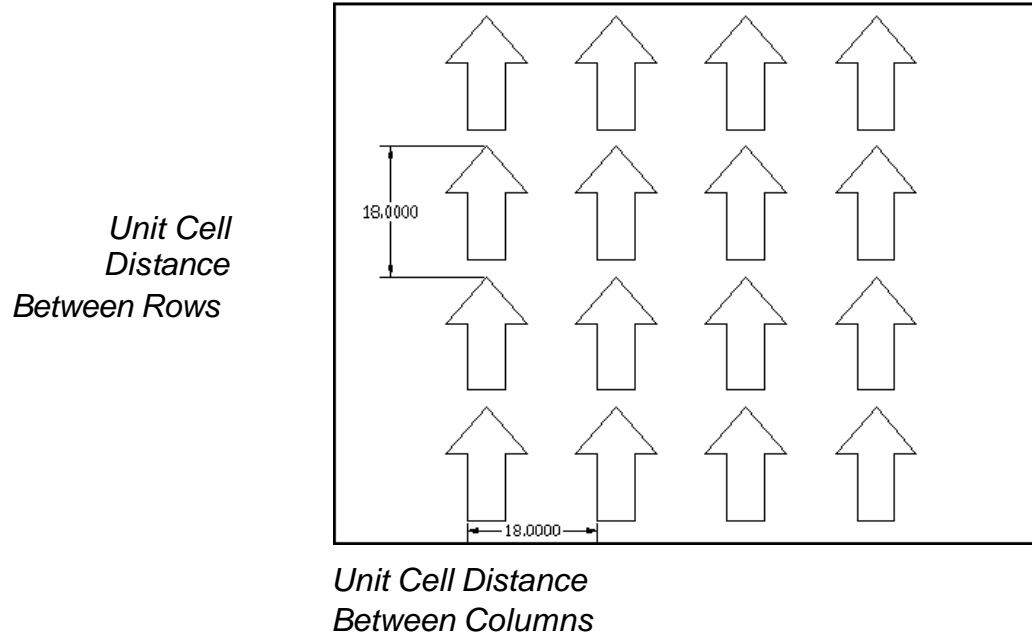 18.0000
Unit Cell
Distance
Between Rows
18.0000
Unit Cell Distance
Between Columns